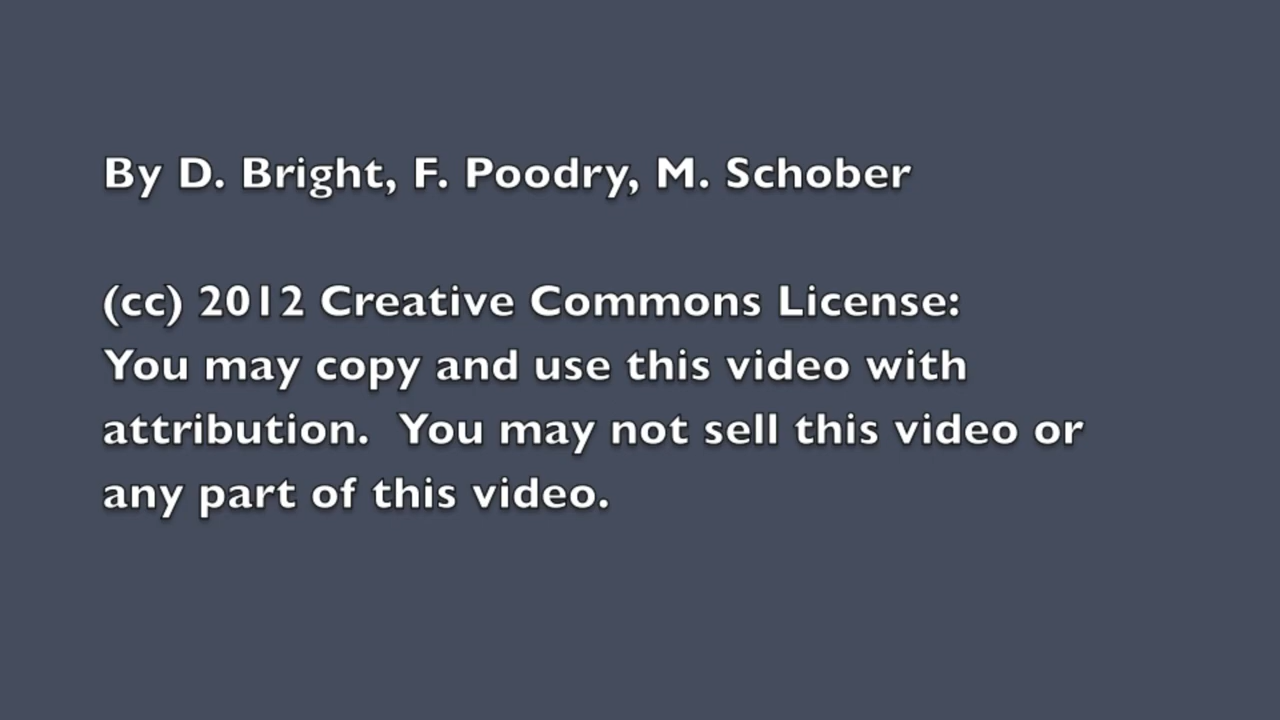 By D. Bright, F. Poodry, M. Schober
(cc) 2012 Creative Commons License:
You may copy and use this video with
attribution.  You may not sell this video or
any part of this video.